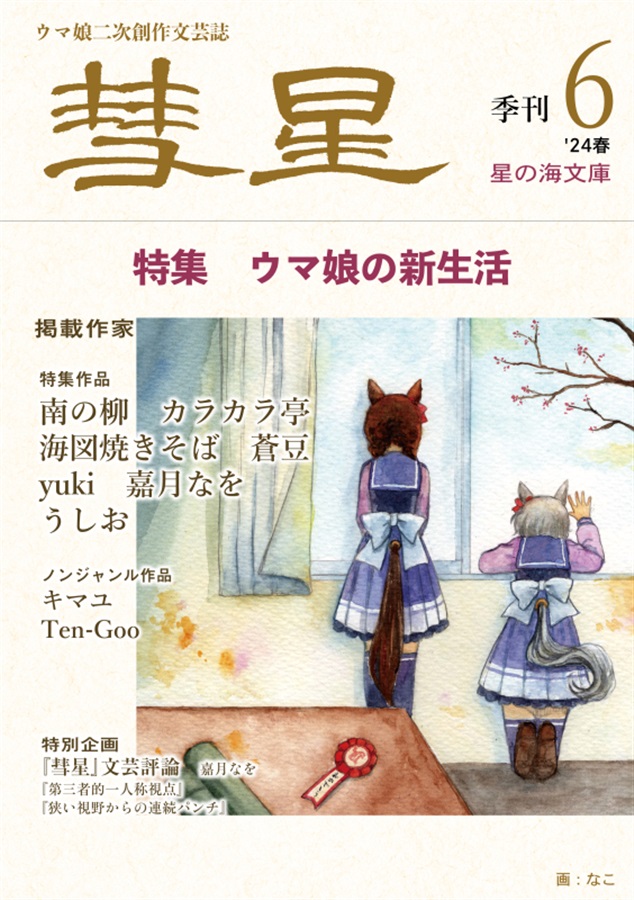 ウマ娘二次創作文芸誌
彗星
季刊 6
'24春
星の海文庫
特集　ウマ娘の新生活
掲載作家
特集作品
南の柳　カラカラ亭
海図焼きそば　蒼豆
yuki　嘉月なを
うしお
ノンジャンル作品
キマユ
Ten-Goo
特別企画
『彗星』文芸評論　嘉月なを
『第三者的一人称視点』
『狭い視野からの連続パンチ』
画：なこ